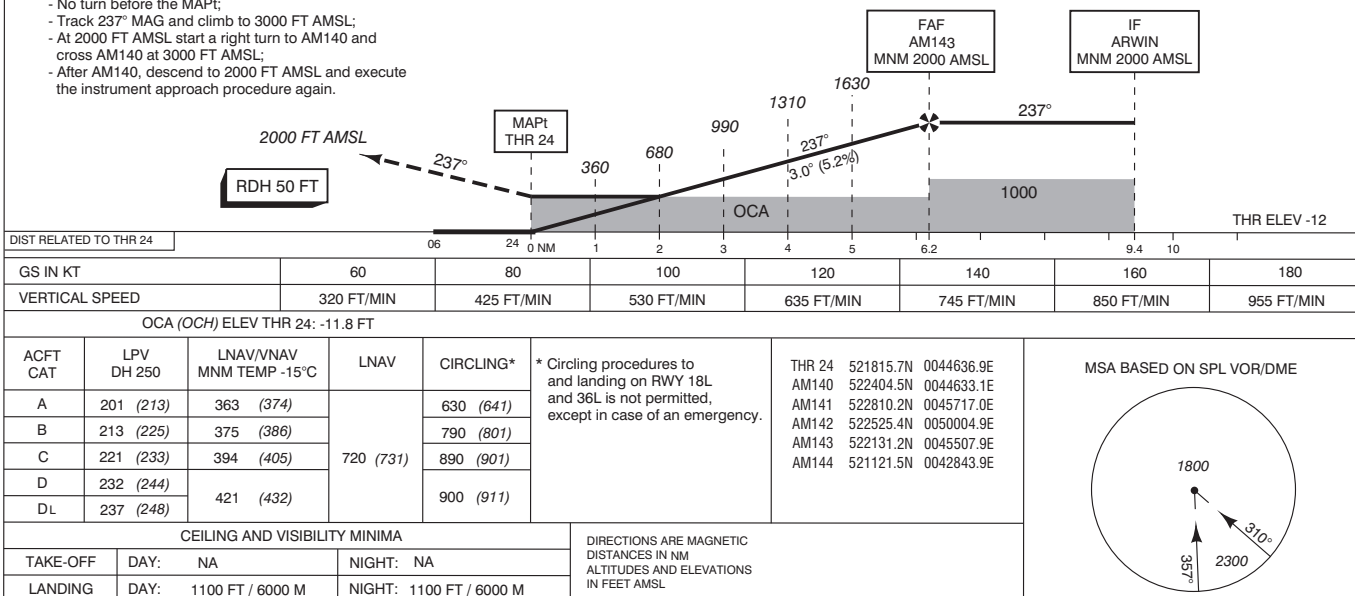 - No turn before the MAPt;
- Track 237° MAG and climb to 3000 FT AMSL;
- At 2000 FT AMSL start a right turn to AM140 and
cross AM140 at 3000 FT AMSL;
- After AM140, descend to 2000 FT AMSL and execute
the instrument approach procedure again.
FAF
AM143
MNM 2000 AMSL
IF
ARWIN
MNM 2000 AMSL
2000 FT AMSL
237°
MAPt
THR 24
360
680
990
1310
1630
237°
3.0° (5.2%)
237°
RDH 50 FT
OCA
1000
THR ELEV -12
DIST RELATED TO THR 24
06 24 0 NM 1 2 3 4 5 6.2 9.4 10
GS IN KT 60 80 100 120 140 160 180
VERTICAL SPEED 320 FT/MIN 425 FT/MIN 530 FT/MIN 635 FT/MIN 745 FT/MIN 850 FT/MIN 955 FT/MIN
OCA (OCH) ELEV THR 24: -11.8 FT
ACFT CAT LPV DH 250 LNAV/VNAV MNM TEMP -15°C LNAV CIRCLING*
A 201 (213) 363 (374) 720 (731) 630 (641)
B 213 (225) 375 (386) 790 (801)
C 221 (233) 394 (405) 890 (901)
D 232 (244) 421 (432) 900 (911)
DL 237 (248)
* Circling procedures to
and landing on RWY 18L
and 36L is not permitted,
except in case of an emergency.
THR 24 521815.7N 0044636.9E
AM140 522404.5N 0044633.1E
AM141 522810.2N 0045717.0E
AM142 522525.4N 0050004.9E
AM143 522131.2N 0045507.9E
AM144 521121.5N 0042843.9E
MSA BASED ON SPL VOR/DME
1800
310°
357°
2300
CEILING AND VISIBILITY MINIMA
TAKE-OFF DAY: NA NIGHT: NA
LANDING DAY: 1100 FT / 6000 M NIGHT: 1100 FT / 6000 M
DIRECTIONS ARE MAGNETIC
DISTANCES IN NM
ALTITUDES AND ELEVATIONS
IN FEET AMSL